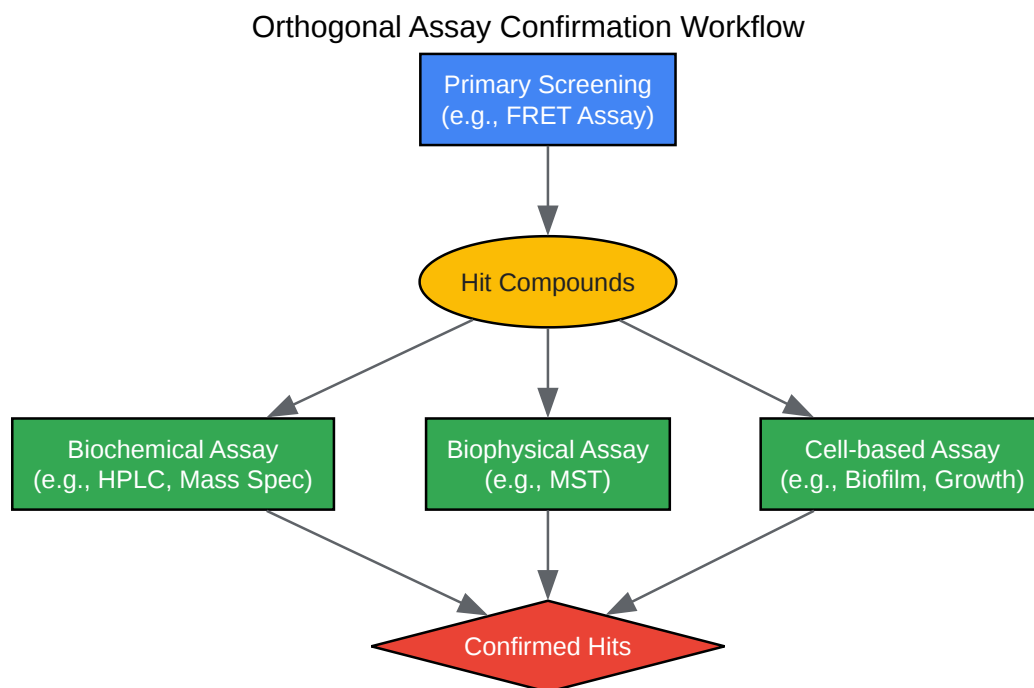 Orthogonal Assay Confirmation Workflow
Primary Screening
(e.g., FRET Assay)
Hit Compounds
Biochemical Assay
(e.g., HPLC, Mass Spec)
Biophysical Assay
(e.g., MST)
Cell-based Assay
(e.g., Biofilm, Growth)
Confirmed Hits